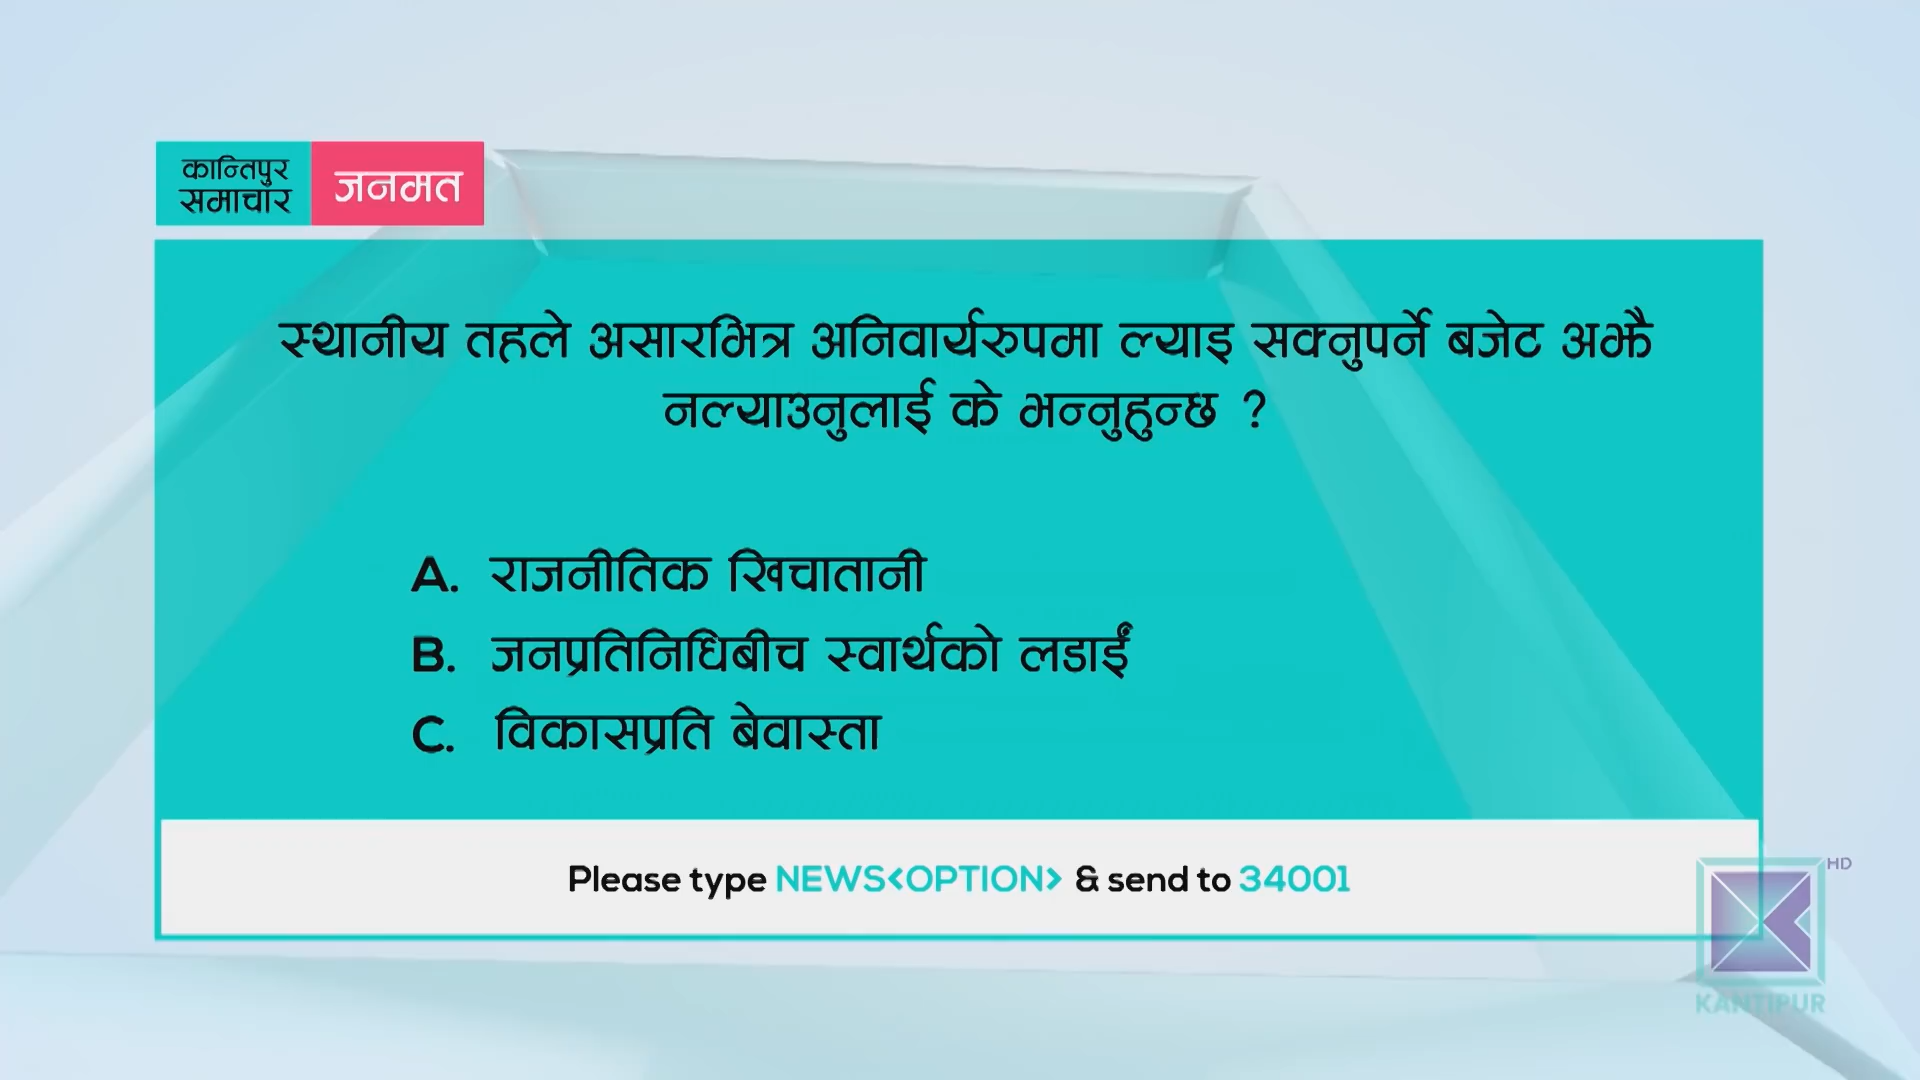 कान्तिपुर
समाचार
जनमत
स्थानीय तहले असारभित्र अनिवार्यरुपमा ल्याइ सक्नुपर्ने बजेट अझै
नल्याउनुलाई के भन्नुहुन्छ ?
A. राजनीतिक खिचातानी
B. जनप्रतिनिधिबीच स्वार्थको लडाईं
C. विकासप्रति बेवास्ता
Please type NEWS<OPTION> & send to 34001
HD
KANTIPUR